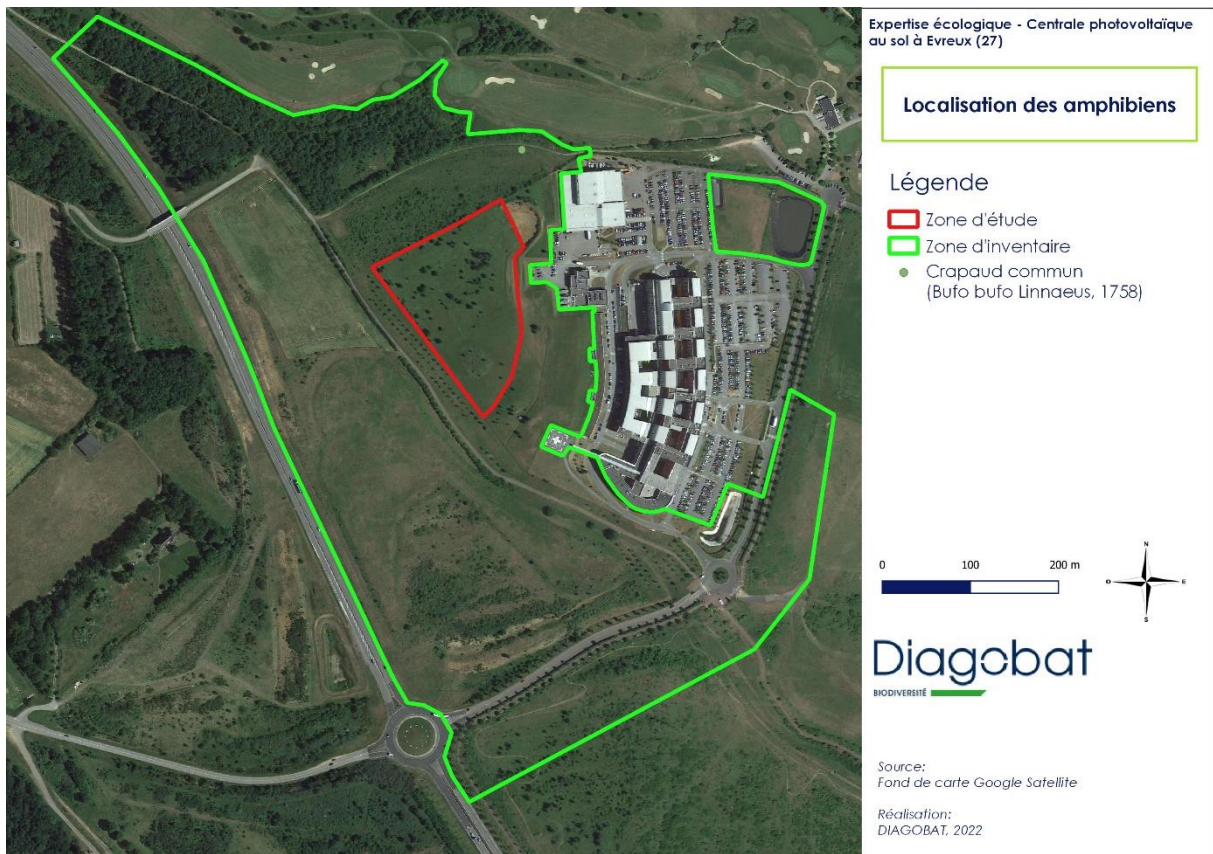 Expertise écologique - Centrale photovoltaïque
au sol à Evreux (27)
Localisation des amphibiens
Légende
Zone d'étude
Zone d'inventaire
Crapaud commun
(Bufo bufo Linnaeus, 1758)
0 100 200 m
N
O E
S
Diagobat
BIODIVERSITÉ
Source:
Fond de carte Google Satellite
Réalisation:
DIAGOBAT, 2022